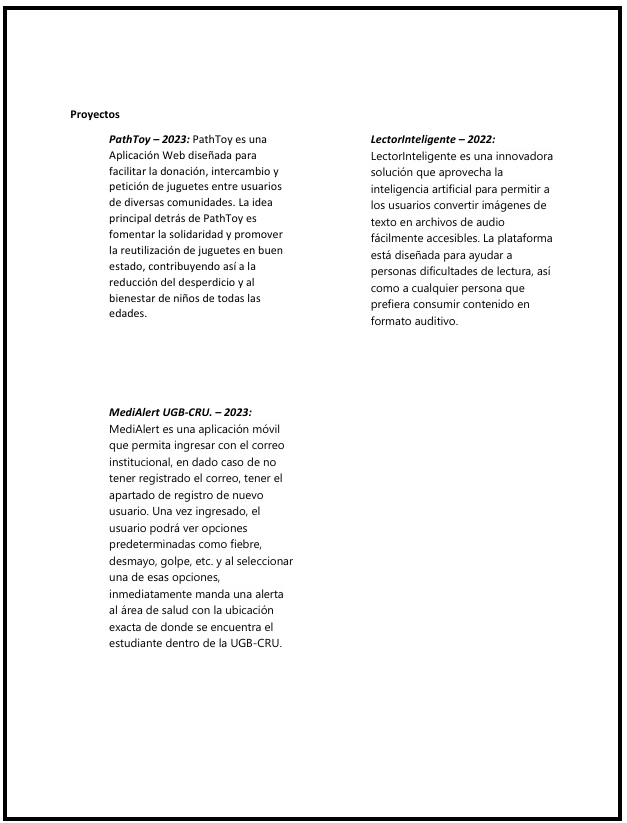 Proyectos
PathToy – 2023: PathToy es una
Aplicación Web diseñada para
facilitar la donación, intercambio y
petición de juguetes entre usuarios
de diversas comunidades. La idea
principal detrás de PathToy es
fomentar la solidaridad y promover
la reutilización de juguetes en buen
estado, contribuyendo así a la
reducción del desperdicio y al
bienestar de niños de todas las
edades.
LectorInteligente – 2022:
LectorInteligente es una innovadora
solución que aprovecha la
inteligencia artificial para permitir a
los usuarios convertir imágenes de
texto en archivos de audio
fácilmente accesibles. La plataforma
está diseñada para ayudar a
personas dificultades de lectura, así
como a cualquier persona que
prefiera consumir contenido en
formato auditivo.
MediAlert UGB-CRU. – 2023:
MediAlert es una aplicación móvil
que permita ingresar con el correo
institucional, en dado caso de no
tener registrado el correo, tener el
apartado de registro de nuevo
usuario. Una vez ingresado, el
usuario podrá ver opciones
predeterminadas como fiebre,
desmayo, golpe, etc. y al seleccionar
una de esas opciones,
inmediatamente manda una alerta
al área de salud con la ubicación
exacta de donde se encuentra el
estudiante dentro de la UGB-CRU.